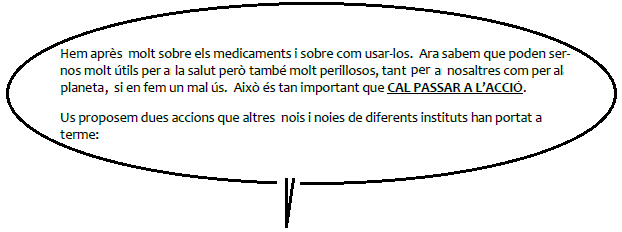 Hem après molt sobre els medicaments i sobre com usar-los. Ara sabem que poden ser-
nos molt útils per a la salut però també molt perillosos, tant per a nosaltres com per al
planeta, si en fem un mal ús. Això és tan important que CAL PASSAR A L'ACCIÓ.
Us proposem dues accions que altres nois i noies de diferents instituts han portat a
terme: